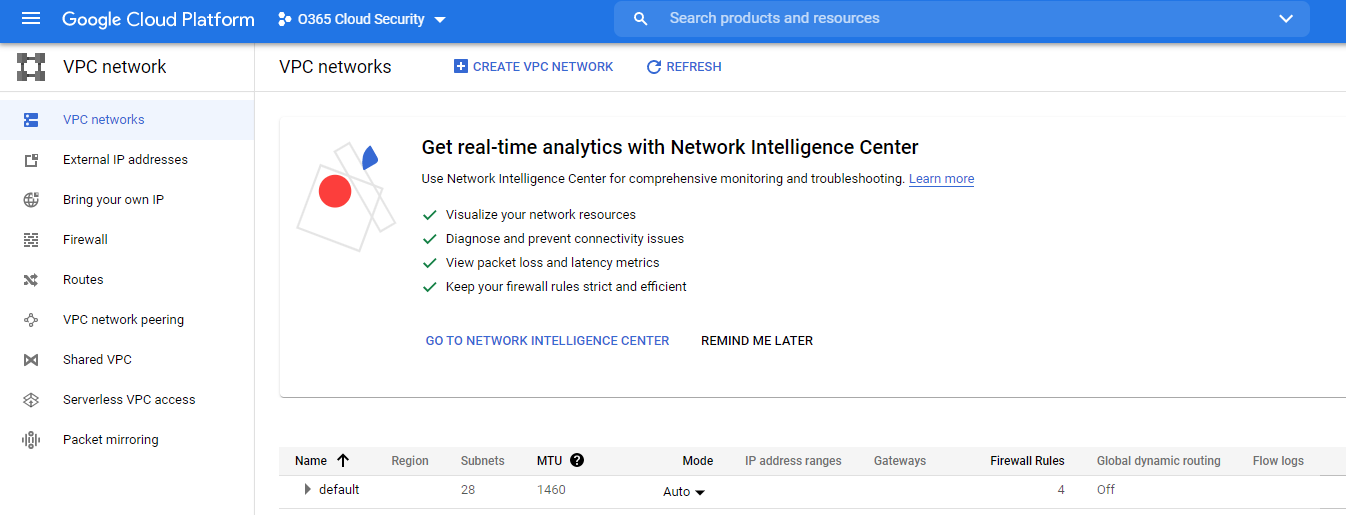 Google Cloud Platform O365 Cloud Security Search products and resources
VPC network
VPC networks
External IP addresses
Bring your own IP
Firewall
Routes
VPC network peering
Shared VPC
Serverless VPC access
Packet mirroring
VPC networks CREATE VPC NETWORK REFRESH
Get real-time analytics with Network Intelligence Center
Use Network Intelligence Center for comprehensive monitoring and troubleshooting. Learn more
Visualize your network resources
Diagnose and prevent connectivity issues
View packet loss and latency metrics
Keep your firewall rules strict and efficient
GO TO NETWORK INTELLIGENCE CENTER REMIND ME LATER
Name Region Subnets MTU ? Mode IP address ranges Gateways Firewall Rules Global dynamic routing Flow logs
default 28 1460 Auto 4 Off